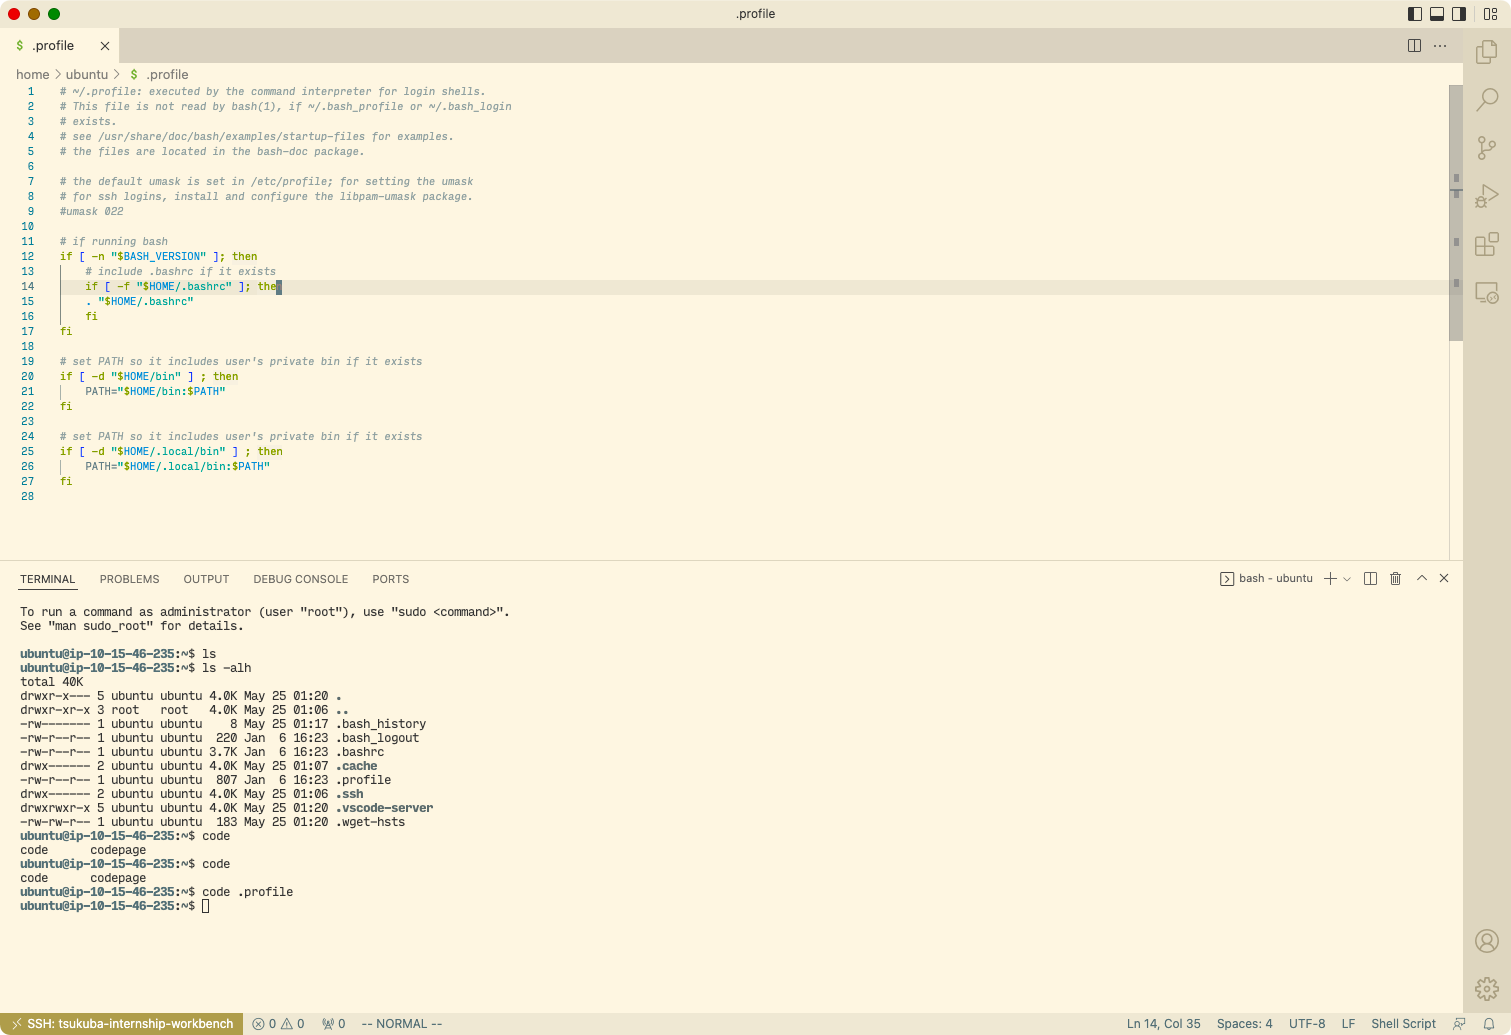 .profile
$ .profile
home > ubuntu > $ .profile
1 # ~/.profile: executed by the command interpreter for login shells.
2 # This file is not read by bash(1), if ~/.bash_profile or ~/.bash_login
3 # exists.
4 # see /usr/share/doc/bash/examples/startup-files for examples.
5 # the files are located in the bash-doc package.
6
7 # the default umask is set in /etc/profile; for setting the umask
8 # for ssh logins, install and configure the libpam-umask package.
9 #umask 022
10
11 # if running bash
12 if [ -n "$BASH_VERSION" ]; then
13     # include .bashrc if it exists
14     if [ -f "$HOME/.bashrc" ]; the
15     . "$HOME/.bashrc"
16     fi
17 fi
18
19 # set PATH so it includes user's private bin if it exists
20 if [ -d "$HOME/bin" ] ; then
21     PATH="$HOME/bin:$PATH"
22 fi
23
24 # set PATH so it includes user's private bin if it exists
25 if [ -d "$HOME/.local/bin" ] ; then
26     PATH="$HOME/.local/bin:$PATH"
27 fi
28
TERMINAL PROBLEMS OUTPUT DEBUG CONSOLE PORTS bash - ubuntu
To run a command as administrator (user "root"), use "sudo <command>".
See "man sudo_root" for details.
ubuntu@ip-10-15-46-235:~$ ls
ubuntu@ip-10-15-46-235:~$ ls -alh
total 40K
drwxr-x--- 5 ubuntu ubuntu 4.0K May 25 01:20 .
drwxr-xr-x 3 root   root   4.0K May 25 01:06 ..
-rw------- 1 ubuntu ubuntu    8 May 25 01:17 .bash_history
-rw-r--r-- 1 ubuntu ubuntu  220 Jan  6 16:23 .bash_logout
-rw-r--r-- 1 ubuntu ubuntu 3.7K Jan  6 16:23 .bashrc
drwx------ 2 ubuntu ubuntu 4.0K May 25 01:07 .cache
-rw-r--r-- 1 ubuntu ubuntu  807 Jan  6 16:23 .profile
drwx------ 2 ubuntu ubuntu 4.0K May 25 01:06 .ssh
drwxrwxr-x 5 ubuntu ubuntu 4.0K May 25 01:20 .vscode-server
-rw-rw-r-- 1 ubuntu ubuntu  183 May 25 01:20 .wget-hsts
ubuntu@ip-10-15-46-235:~$ code
code      codepage
ubuntu@ip-10-15-46-235:~$ code
code      codepage
ubuntu@ip-10-15-46-235:~$ code .profile
ubuntu@ip-10-15-46-235:~$
SSH: tsukuba-internship-workbench 0 0 0 -- NORMAL -- Ln 14, Col 35 Spaces: 4 UTF-8 LF Shell Script